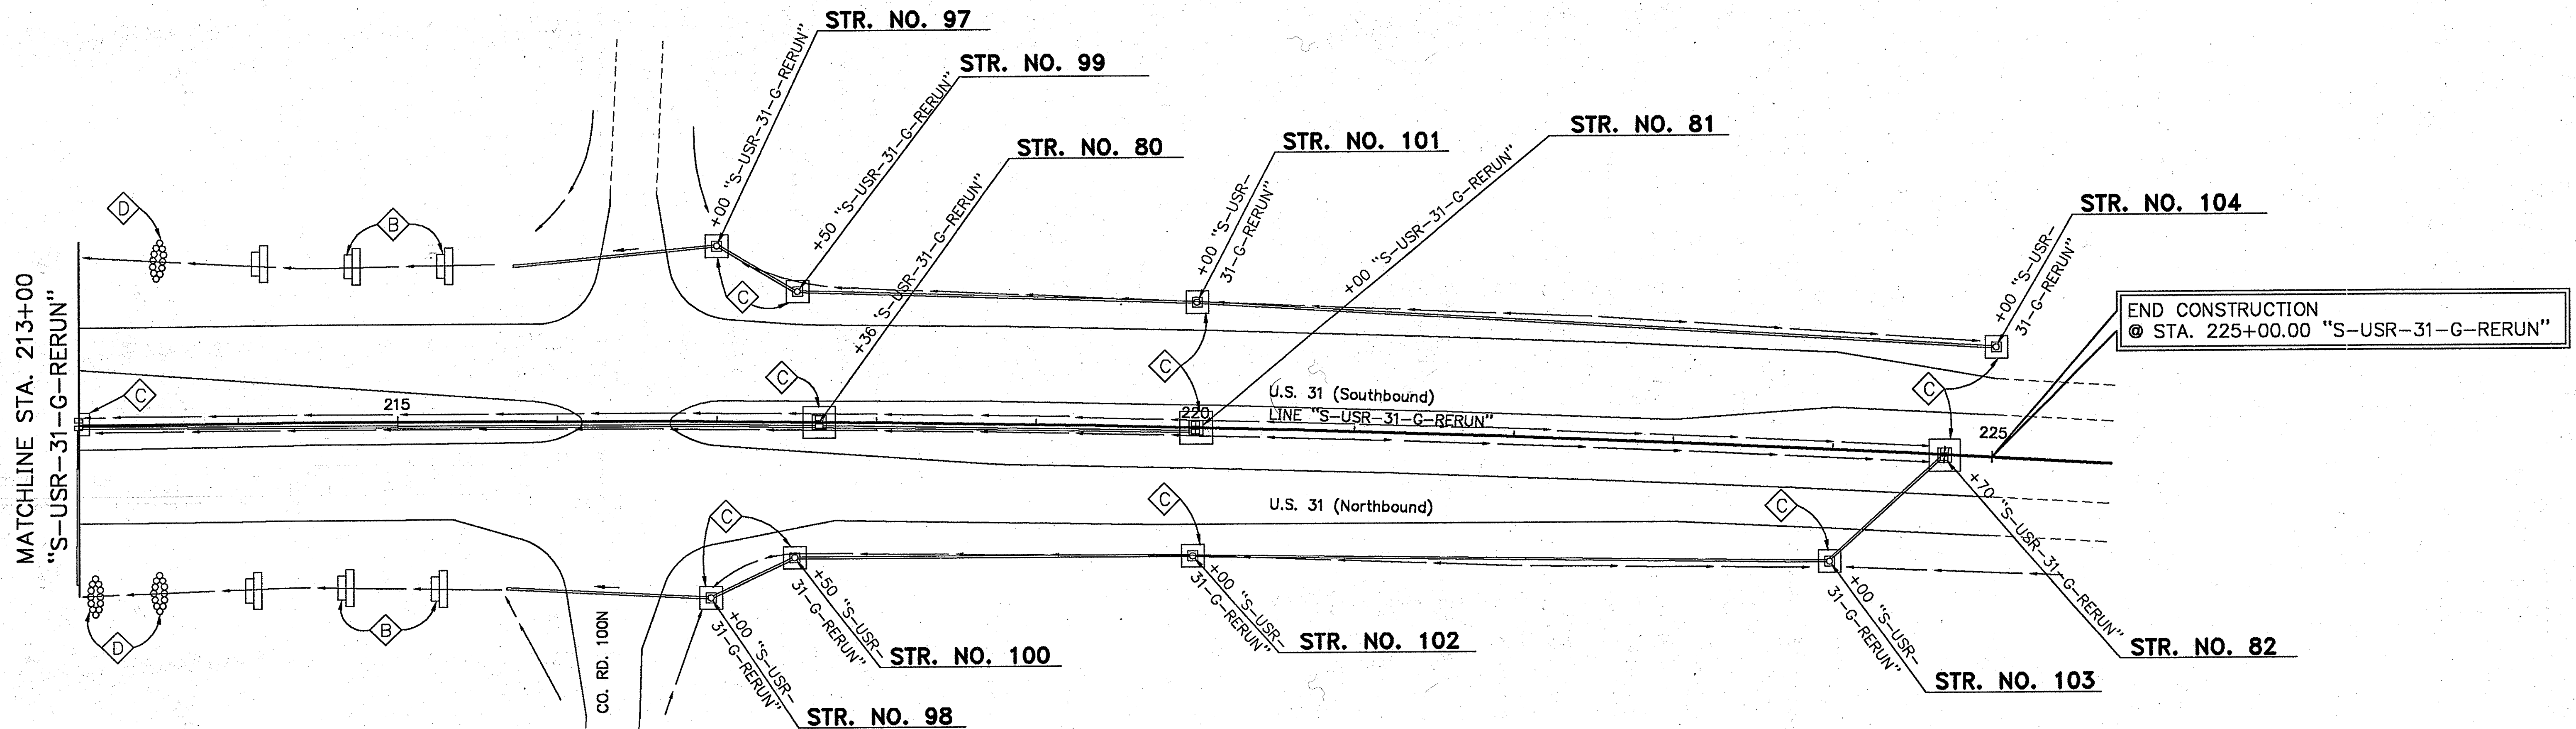 STR. NO. 97
+00 "S-USR-31-G-RERUN"
STR. NO. 99
+50 "S-USR-31-G-RERUN"
STR. NO. 80
+36 "S-USR-31-G-RERUN"
STR. NO. 101
+00 "S-USR-
31-G-RERUN"
STR. NO. 81
+00 "S-USR-31-G-RERUN"
STR. NO. 104
+00 "S-USR-
31-G-RERUN"
END CONSTRUCTION
@ STA. 225+00.00 "S-USR-31-G-RERUN"
MATCHLINE STA. 213+00
"S-USR-31-G-RERUN"
D
B
C
C
C
C
C
C
215
220
225
U.S. 31 (Southbound)
LINE "S-USR-31-G-RERUN"
U.S. 31 (Northbound)
C
C
C
D
B
CO. RD. 100N
+00 "S-USR-
31-G-RERUN"
STR. NO. 98
+50 "S-USR-
31-G-RERUN"
STR. NO. 100
+00 "S-USR-
31-G-RERUN"
STR. NO. 102
+00 "S-USR-
31-G-RERUN"
STR. NO. 103
+70 "S-USR-31-G-RERUN"
STR. NO. 82